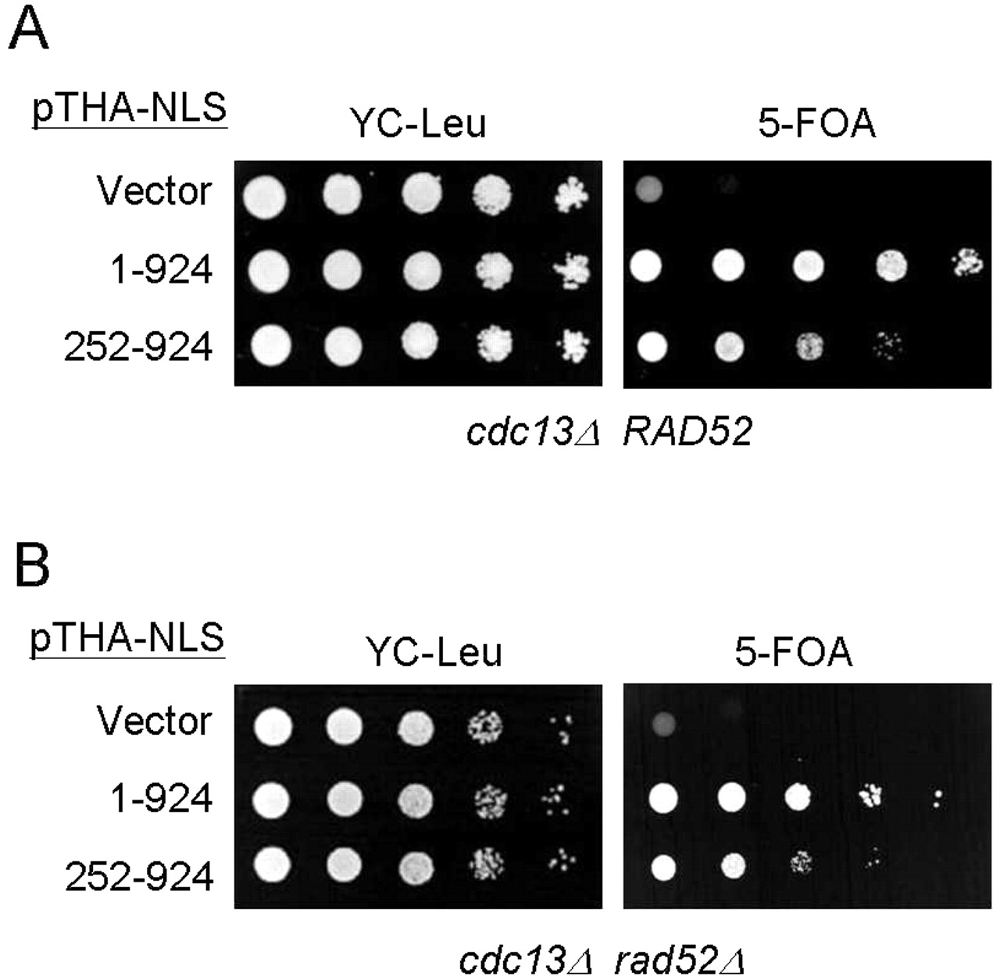 A
pTHA-NLS
YC-Leu 5-FOA
Vector
1-924
252-924
cdc13Δ RAD52
B
pTHA-NLS
YC-Leu 5-FOA
Vector
1-924
252-924
cdc13Δ rad52Δ